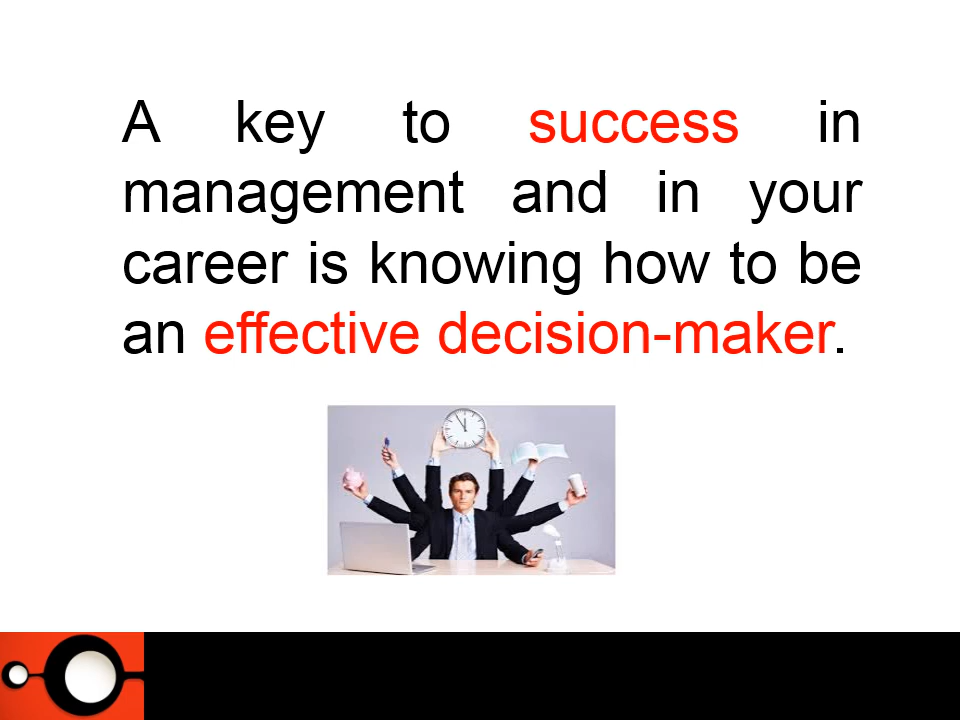 A key to success in
management and in your
career is knowing how to be
an effective decision-maker.